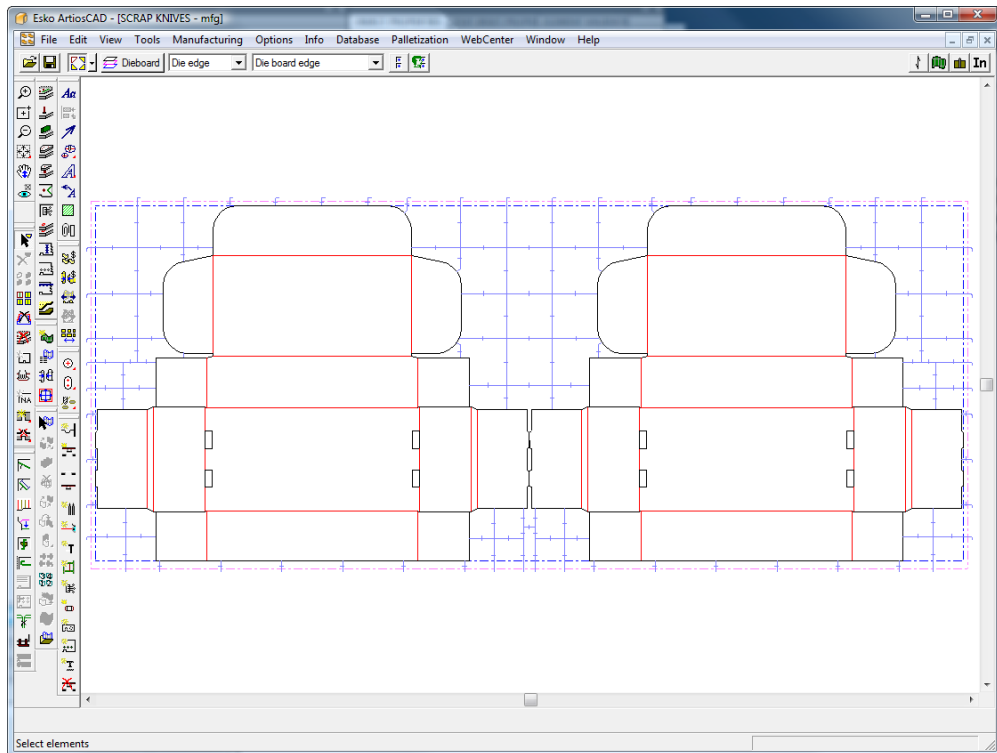 Esko ArtiosCAD - [SCRAP KNIVES - mfg]
File Edit View Tools Manufacturing Options Info Database Palletization WebCenter Window Help
Dieboard Die edge Die board edge In
Select elements